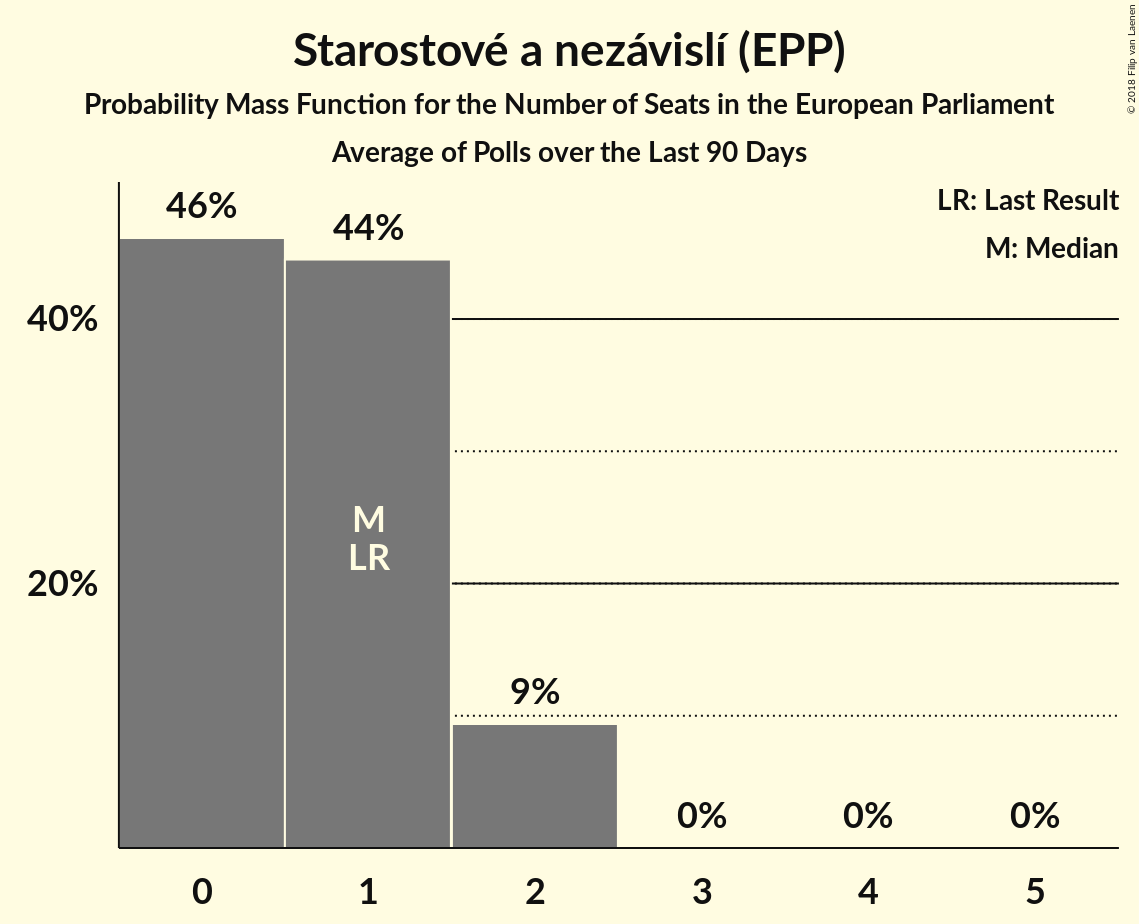 Starostové a nezávislí (EPP)
Probability Mass Function for the Number of Seats in the European Parliament
Average of Polls over the Last 90 Days
© 2018 Filip van Laenen
LR: Last Result
M: Median
46%
44%
40%
M
LR
20%
9%
0%
0%
0%
0
1
2
3
4
5